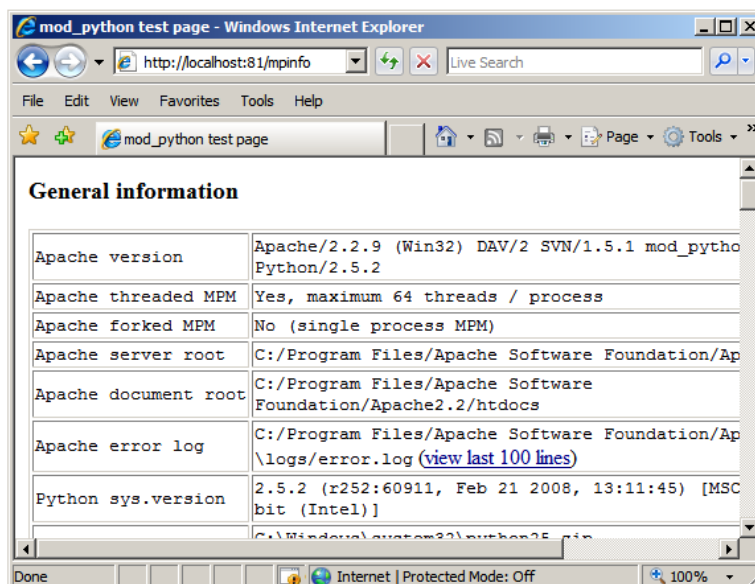 mod_python test page - Windows Internet Explorer
http://localhost:81/mpinfo
Live Search
File Edit View Favorites Tools Help
mod_python test page
Page Tools
General information
Apache version Apache/2.2.9 (Win32) DAV/2 SVN/1.5.1 mod_pytho
Python/2.5.2
Apache threaded MPM Yes, maximum 64 threads / process
Apache forked MPM No (single process MPM)
Apache server root C:/Program Files/Apache Software Foundation/Ap
Apache document root C:/Program Files/Apache Software
Foundation/Apache2.2/htdocs
Apache error log C:/Program Files/Apache Software Foundation/Ap
\logs/error.log (view last 100 lines)
Python sys.version 2.5.2 (r252:60911, Feb 21 2008, 13:11:45) [MSC
bit (Intel)]
C:\Windows\system32\python25.zip
Done Internet | Protected Mode: Off 100%